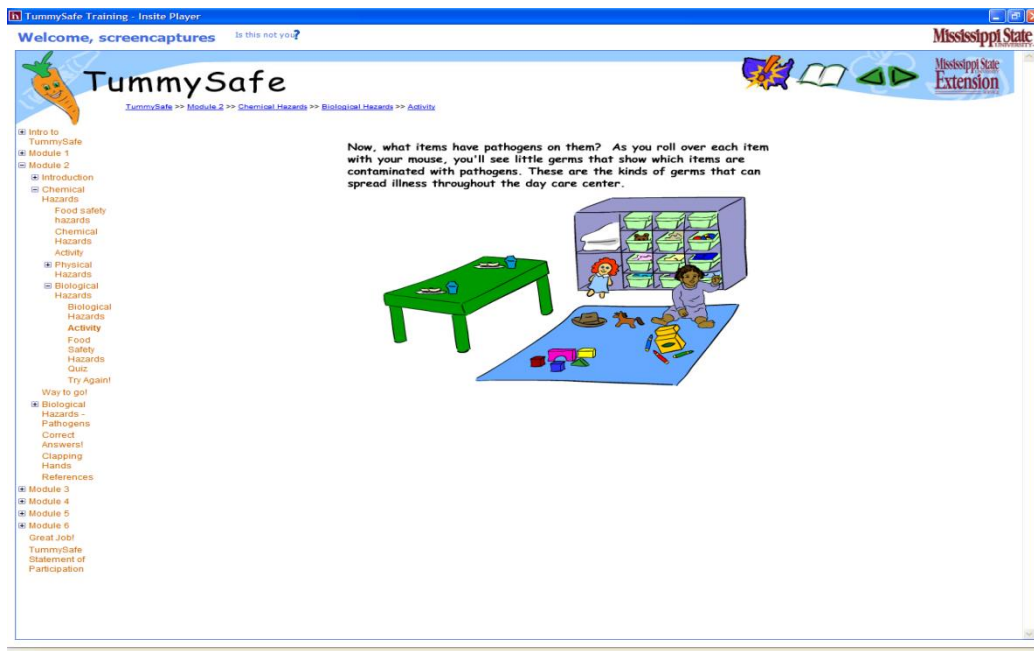 TummySafe Training - Insite Player
Welcome, screencaptures Is this not you?
Mississippi State
UNIVERSITY
TummySafe
Mississippi State
Extension
TummySafe >> Module 2 >> Chemical Hazards >> Biological Hazards >> Activity
Intro to
TummySafe
Module 1
Module 2
Introduction
Chemical
Hazards
Food safety
hazards
Chemical
Hazards
Activity
Physical
Hazards
Biological
Hazards
Biological
Hazards
Activity
Food
Safety
Hazards
Quiz
Try Again!
Way to go!
Biological
Hazards -
Pathogens
Correct
Answers!
Clapping
Hands
References
Module 3
Module 4
Module 5
Module 6
Great Job!
TummySafe
Statement of
Participation
Now, what items have pathogens on them? As you roll over each item
with your mouse, you'll see little germs that show which items are
contaminated with pathogens. These are the kinds of germs that can
spread illness throughout the day care center.